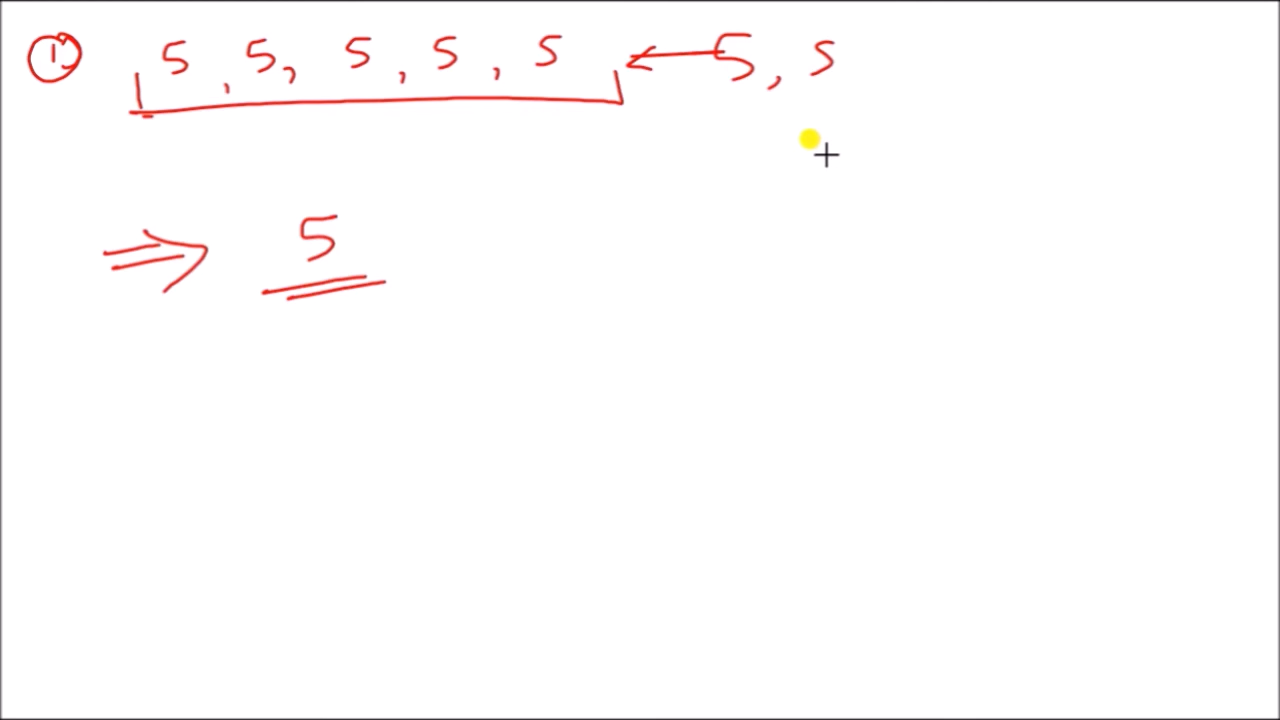 ① 5, 5, 5, 5, 5 ← 5, 5
⇒ 5